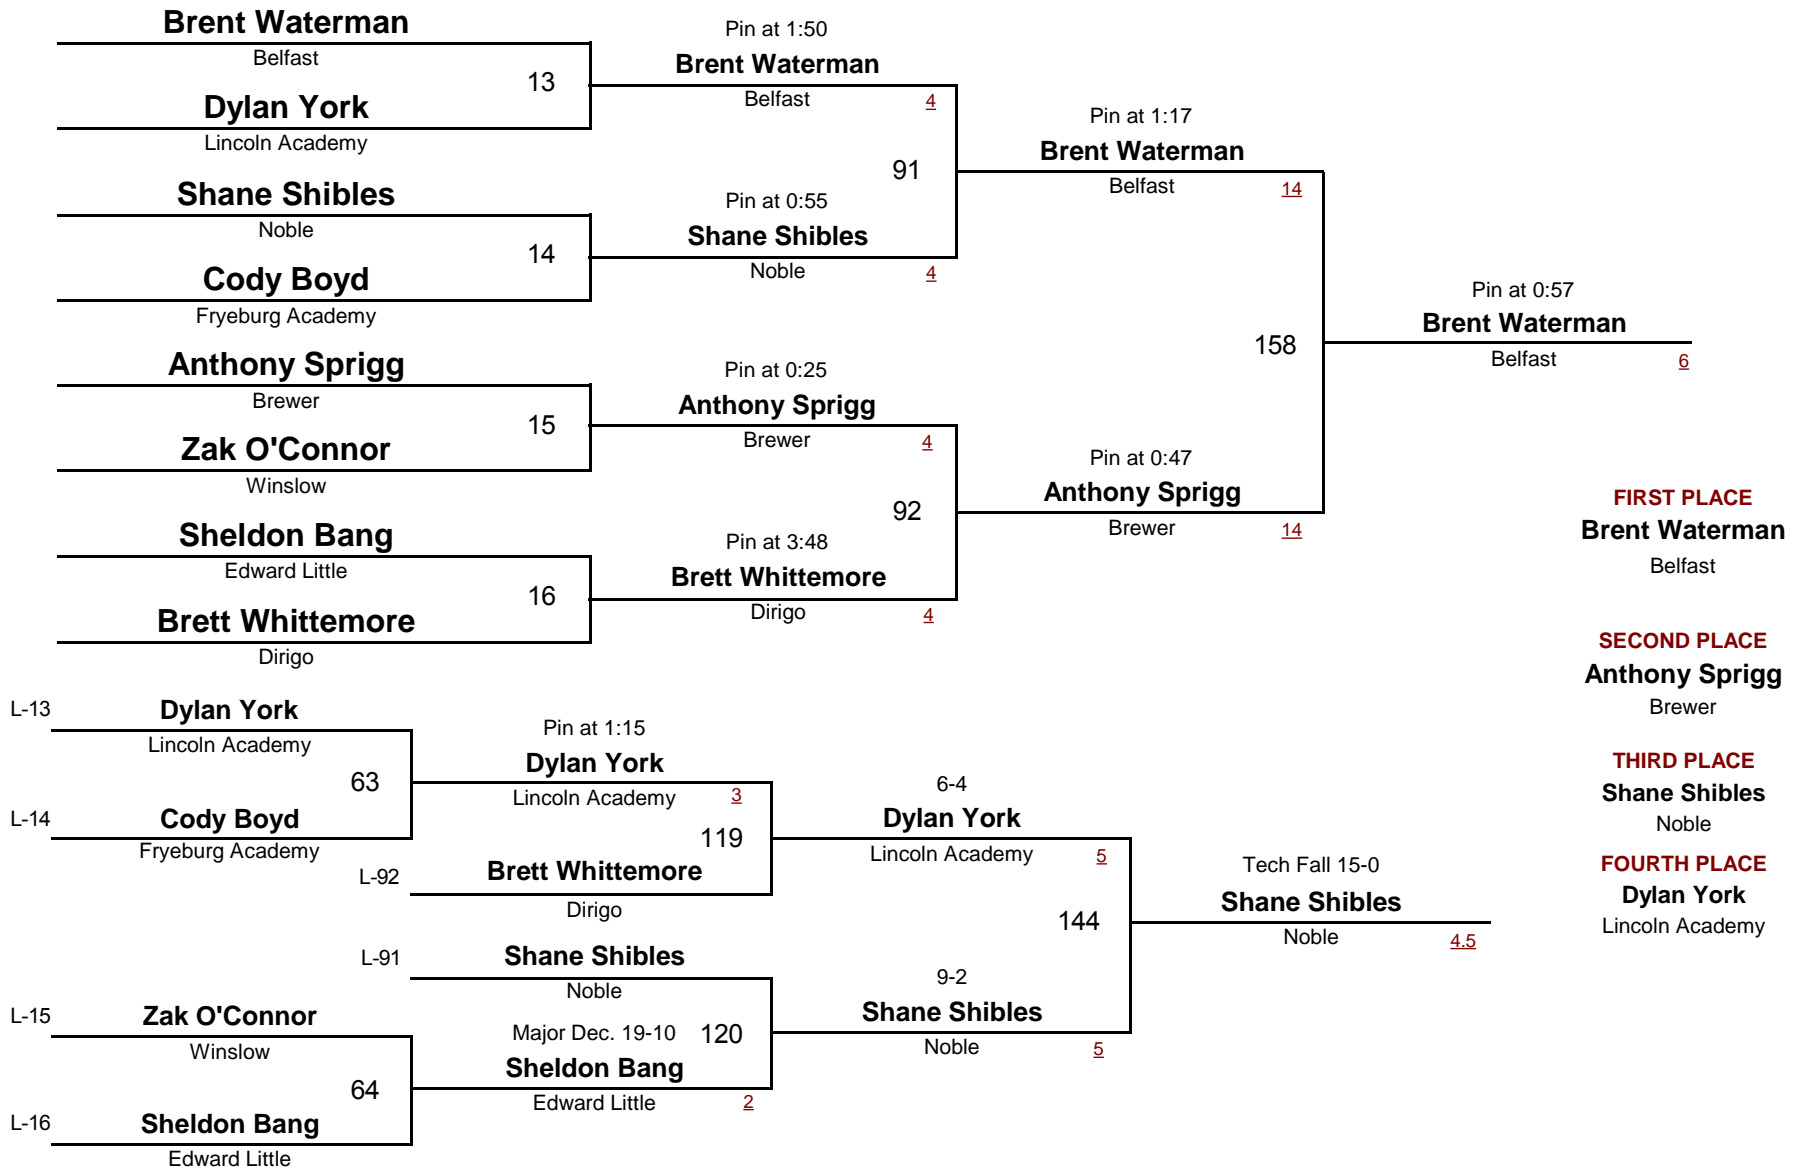 Brent Waterman
Belfast
13
Dylan York
Lincoln Academy
Shane Shibles
Noble
14
Cody Boyd
Fryeburg Academy
Anthony Sprigg
Brewer
15
Zak O'Connor
Winslow
Sheldon Bang
Edward Little
16
Brett Whittemore
Dirigo
Pin at 1:50
Brent Waterman
Belfast 4
91
Pin at 0:55
Shane Shibles
Noble 4
Pin at 0:25
Anthony Sprigg
Brewer 4
92
Pin at 3:48
Brett Whittemore
Dirigo 4
Pin at 1:17
Brent Waterman
Belfast 14
158
Pin at 0:47
Anthony Sprigg
Brewer 14
Pin at 0:57
Brent Waterman
Belfast 6
FIRST PLACE
Brent Waterman
Belfast
SECOND PLACE
Anthony Sprigg
Brewer
THIRD PLACE
Shane Shibles
Noble
FOURTH PLACE
Dylan York
Lincoln Academy
L-13 Dylan York
Lincoln Academy
63
L-14 Cody Boyd
Fryeburg Academy
L-15 Zak O'Connor
Winslow
64
L-16 Sheldon Bang
Edward Little
Pin at 1:15
Dylan York
Lincoln Academy 3
119
L-92 Brett Whittemore
Dirigo
L-91 Shane Shibles
Noble
Major Dec. 19-10 120
Sheldon Bang
Edward Little 2
6-4
Dylan York
Lincoln Academy 5
144
9-2
Shane Shibles
Noble 5
Tech Fall 15-0
Shane Shibles
Noble 4.5